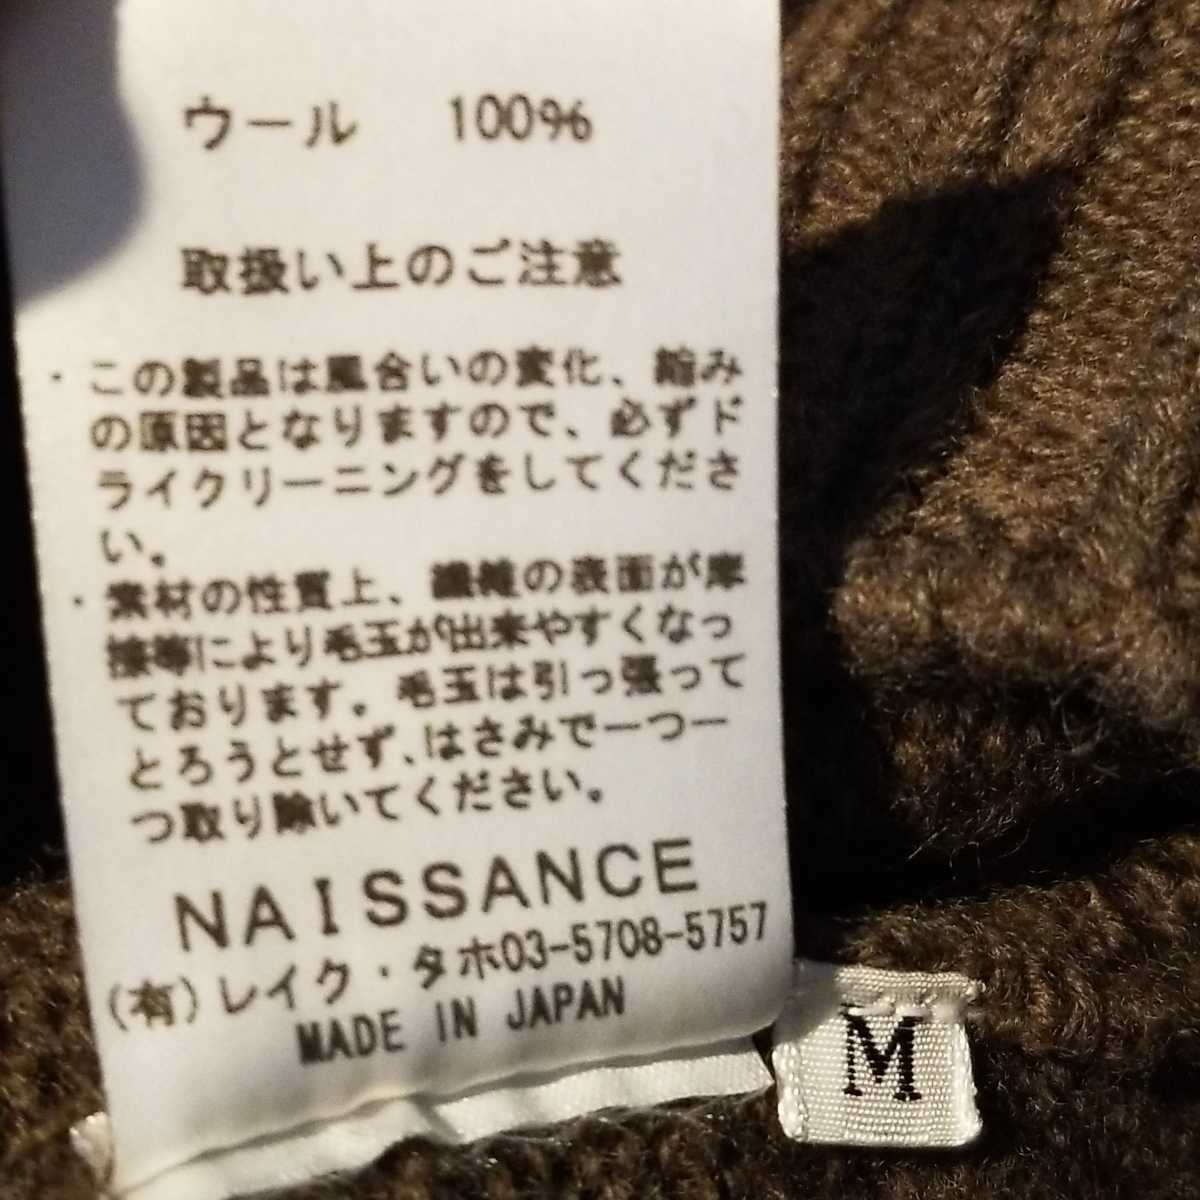 ウール 100%
取扱い上のご注意
・この製品は風合いの変化、縮み
の原因となりますので、必ずド
ライクリーニングをしてくださ
い。
・素材の性質上、繊維の表面が摩
擦等により毛玉が出来やすくなっ
ております。毛玉は引っ張って
とろうとせず、はさみで一つ一
つ取り除いてください。
NAISSANCE
(有)レイク・タホ03-5708-5757
MADE IN JAPAN
M